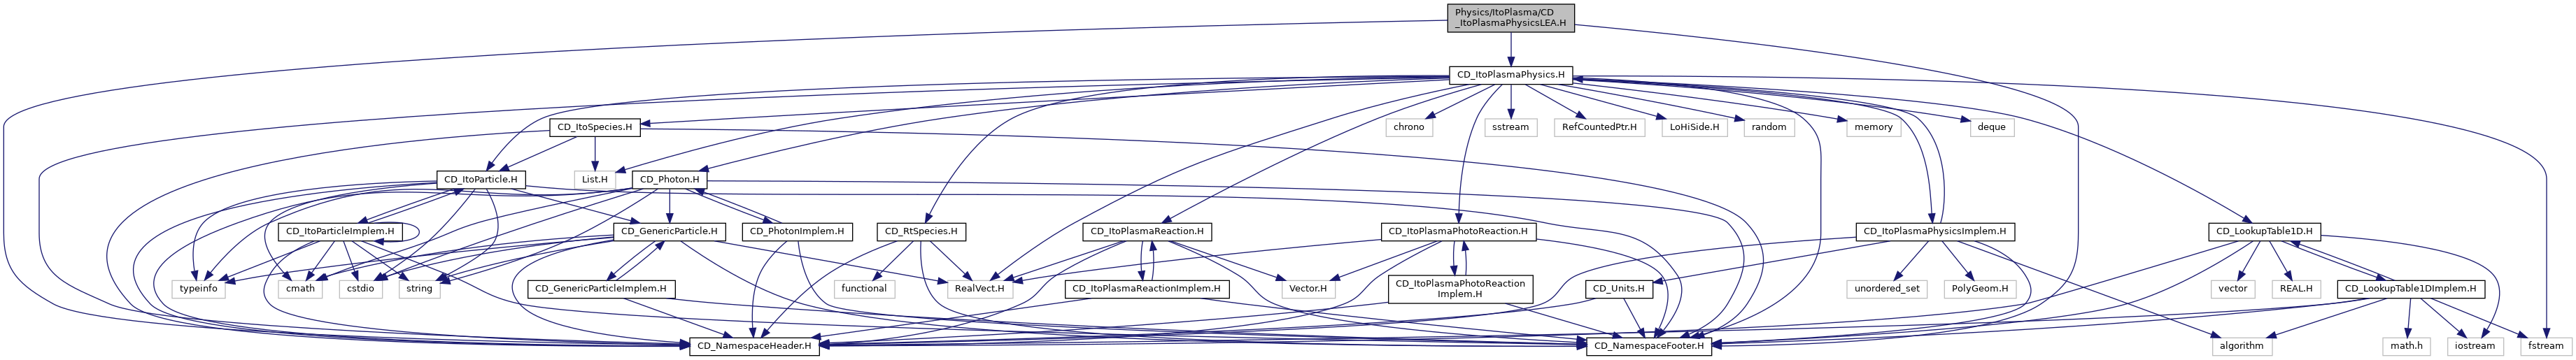 Physics/ItoPlasma/CD
_ItoPlasmaPhysicsLEA.H
CD_ItoPlasmaPhysics.H
CD_ItoSpecies.H
chrono
sstream
RefCountedPtr.H
LoHiSide.H
random
memory
deque
CD_ItoParticle.H
List.H
CD_Photon.H
CD_ItoParticleImplem.H
CD_GenericParticle.H
CD_PhotonImplem.H
CD_RtSpecies.H
CD_ItoPlasmaReaction.H
CD_ItoPlasmaPhotoReaction.H
CD_ItoPlasmaPhysicsImplem.H
CD_LookupTable1D.H
typeinfo
cmath
cstdio
string
CD_GenericParticleImplem.H
functional
RealVect.H
CD_ItoPlasmaReactionImplem.H
Vector.H
CD_ItoPlasmaPhotoReaction
Implem.H
CD_Units.H
unordered_set
PolyGeom.H
vector
REAL.H
CD_LookupTable1DImplem.H
CD_NamespaceHeader.H
CD_NamespaceFooter.H
algorithm
math.h
iostream
fstream